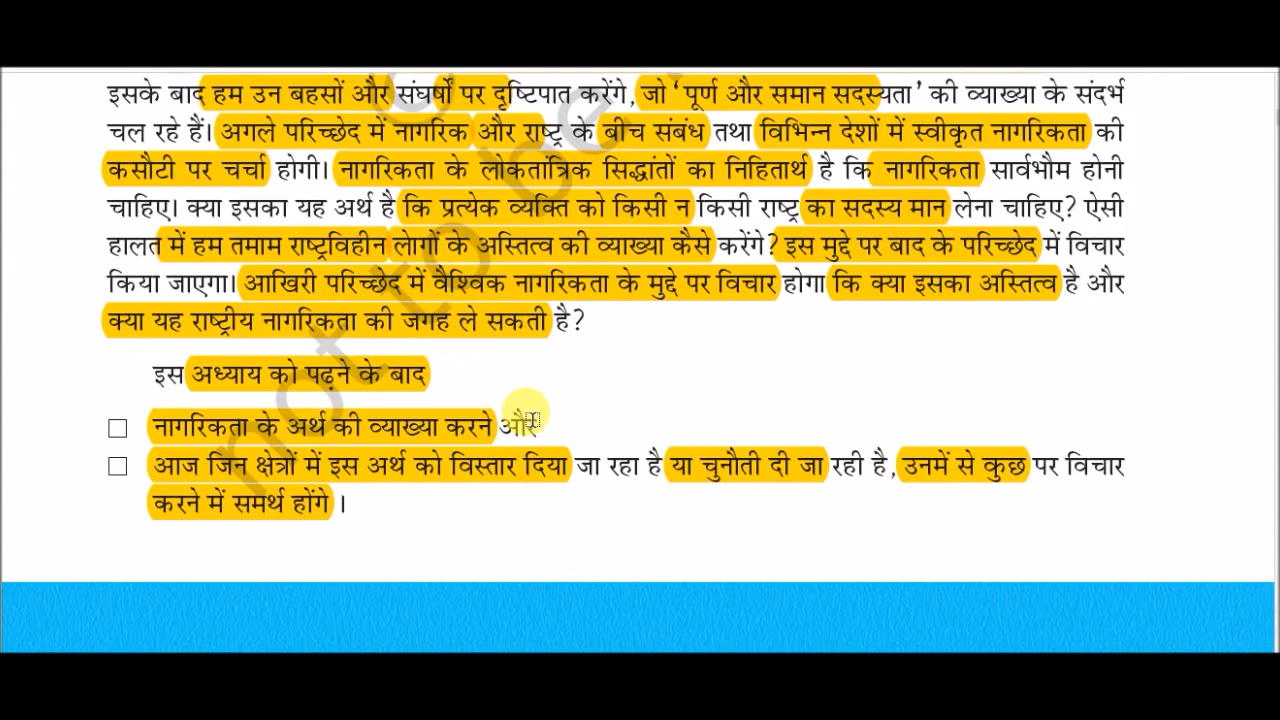 इसके बाद हम उन बहसों और संघर्षों पर दृष्टिपात करेंगे, जो ‘पूर्ण और समान सदस्यता’ की व्याख्या के संदर्भ
चल रहे हैं। अगले परिच्छेद में नागरिक और राष्ट्र के बीच संबंध तथा विभिन्न देशों में स्वीकृत नागरिकता की
कसौटी पर चर्चा होगी। नागरिकता के लोकतांत्रिक सिद्धांतों का निहितार्थ है कि नागरिकता सार्वभौम होनी
चाहिए। क्या इसका यह अर्थ है कि प्रत्येक व्यक्ति को किसी न किसी राष्ट्र का सदस्य मान लेना चाहिए? ऐसी
हालत में हम तमाम राष्ट्रविहीन लोगों के अस्तित्व की व्याख्या कैसे करेंगे? इस मुद्दे पर बाद के परिच्छेद में विचार
किया जाएगा। आखिरी परिच्छेद में वैश्विक नागरिकता के मुद्दे पर विचार होगा कि क्या इसका अस्तित्व है और
क्या यह राष्ट्रीय नागरिकता की जगह ले सकती है?
इस अध्याय को पढ़ने के बाद
□ नागरिकता के अर्थ की व्याख्या करने और
□ आज जिन क्षेत्रों में इस अर्थ को विस्तार दिया जा रहा है या चुनौती दी जा रही है, उनमें से कुछ पर विचार
करने में समर्थ होंगे ।
not to be